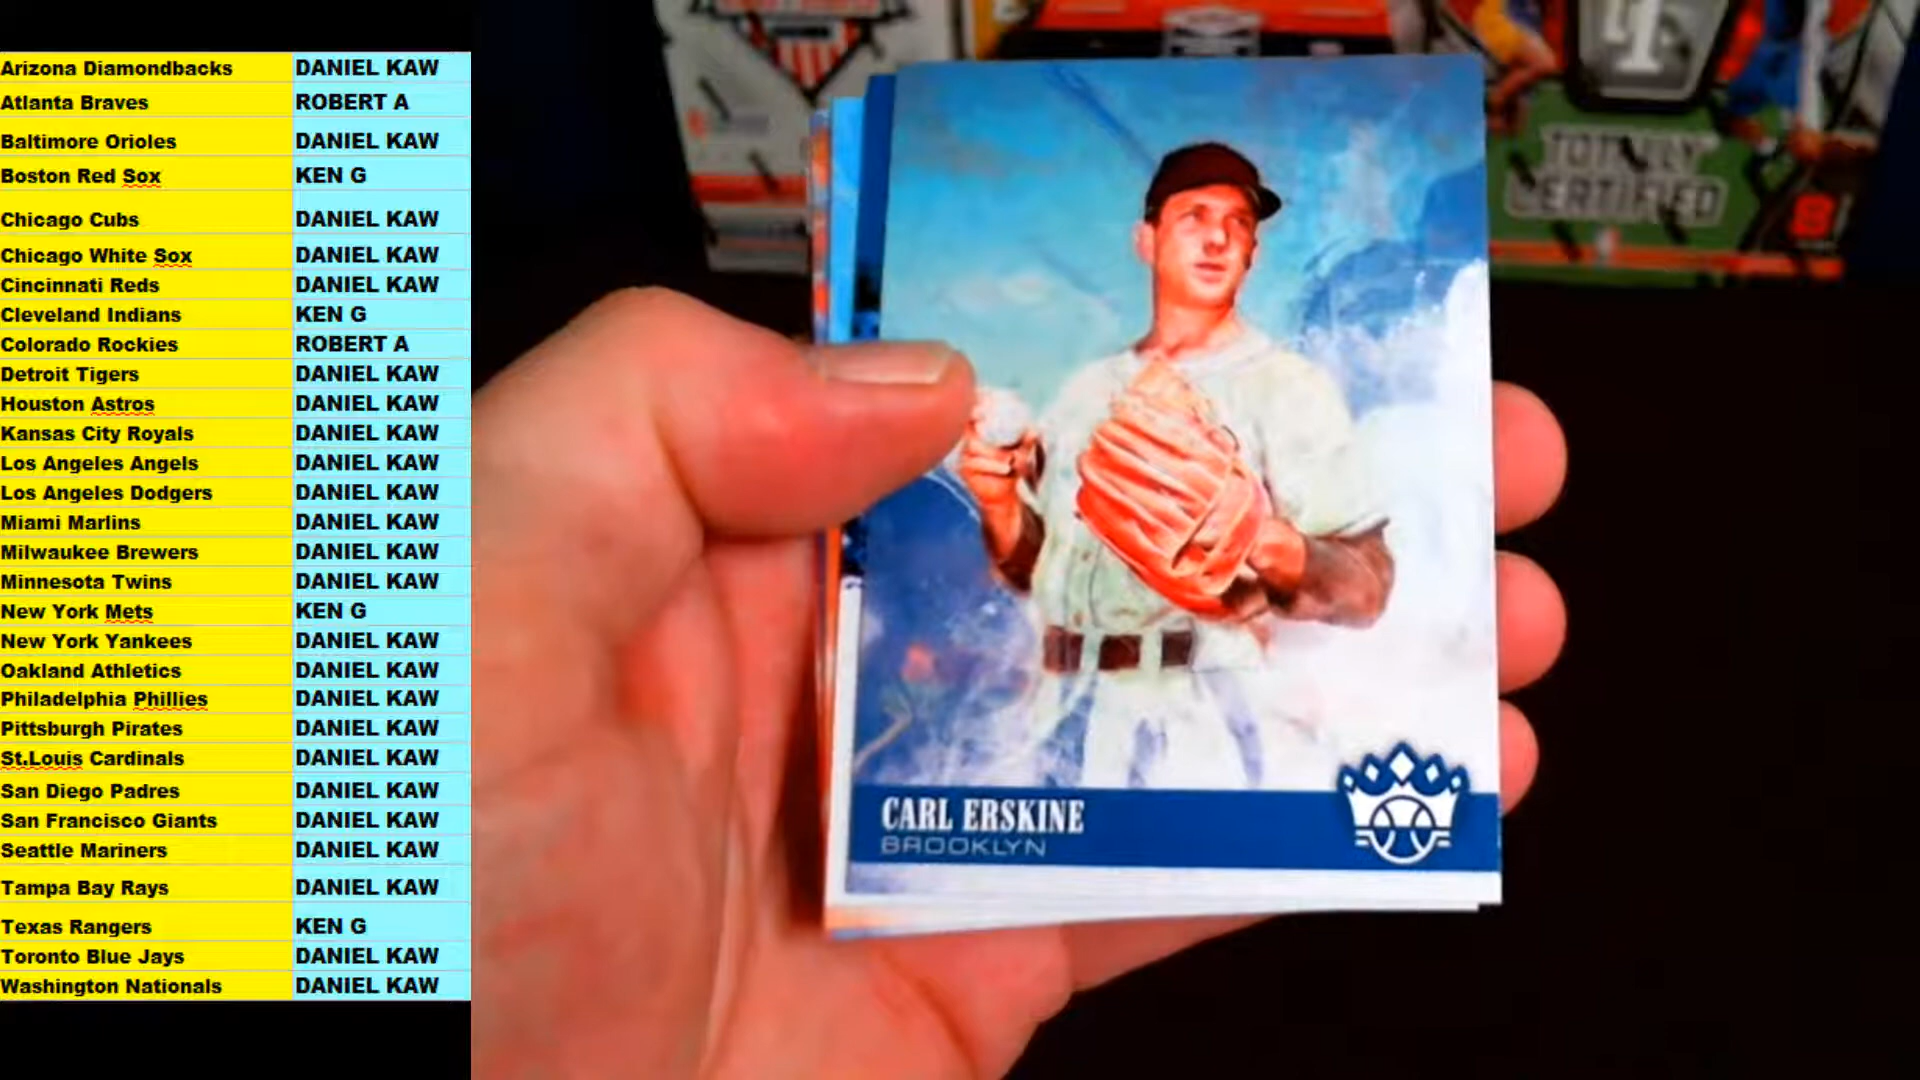 Arizona Diamondbacks DANIEL KAW
Atlanta Braves ROBERT A
Baltimore Orioles DANIEL KAW
Boston Red Sox KEN G
Chicago Cubs DANIEL KAW
Chicago White Sox DANIEL KAW
Cincinnati Reds DANIEL KAW
Cleveland Indians KEN G
Colorado Rockies ROBERT A
Detroit Tigers DANIEL KAW
Houston Astros DANIEL KAW
Kansas City Royals DANIEL KAW
Los Angeles Angels DANIEL KAW
Los Angeles Dodgers DANIEL KAW
Miami Marlins DANIEL KAW
Milwaukee Brewers DANIEL KAW
Minnesota Twins DANIEL KAW
New York Mets KEN G
New York Yankees DANIEL KAW
Oakland Athletics DANIEL KAW
Philadelphia Phillies DANIEL KAW
Pittsburgh Pirates DANIEL KAW
St.Louis Cardinals DANIEL KAW
San Diego Padres DANIEL KAW
San Francisco Giants DANIEL KAW
Seattle Mariners DANIEL KAW
Tampa Bay Rays DANIEL KAW
Texas Rangers KEN G
Toronto Blue Jays DANIEL KAW
Washington Nationals DANIEL KAW
TOTALLY
CERTIFIED
CARL ERSKINE
BROOKLYN